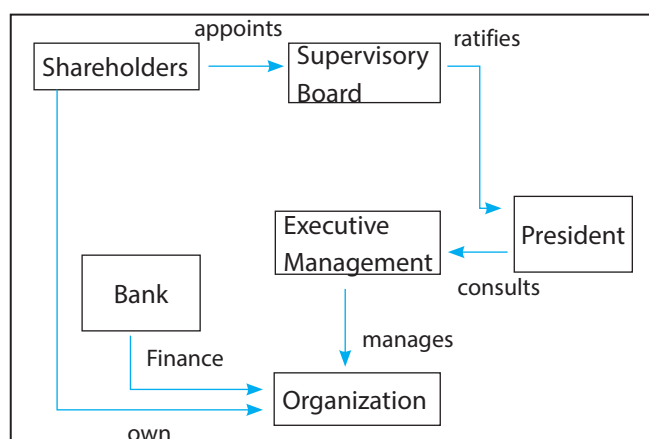 appoints
ratifies
Shareholders
Supervisory
Board
Executive
Management
President
consults
Bank
manages
Finance
Organization
own